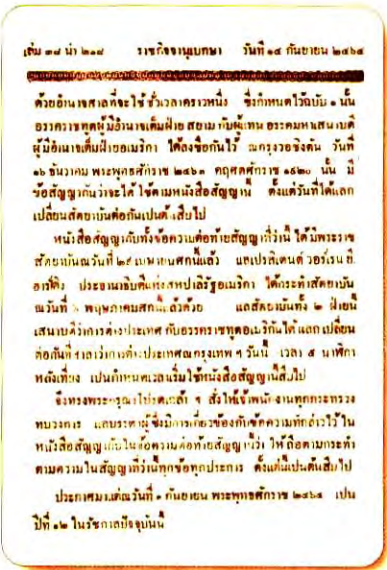 เล่ม ๓๘ น่า ๒๑๙ ราชกิจจานุเบกษา วันที่ ๑๔ กันยายน ๒๔๖๔
ด้วยอำนาจศาลที่จะใช้ชั่วเวลาคราวหนึ่ง ซึ่งกำหนดไว้ฉบับ ๑ นั้น
อรรคราชทูตผู้มีอำนาจเต็มฝ่ายสยาม กับผู้แทนอรรคมหาเสนาบดี
ผู้มีอำนาจเต็มฝ่ายอเมริกา ได้ลงชื่อกันไว้ ณกรุงวอชิงตัน วันที่
๑๖ ธันวาคม พระพุทธศักราช ๒๔๖๓ คฤศตศักราช ๑๙๒๐ นั้น มี
ข้อสัญญากันว่าจะได้ใช้ตามหนังสือสัญญานี้ ตั้งแต่วันที่ได้แลก
เปลี่ยนสัตยาบันต่อกันเปนต้นสืบไป
หนังสือสัญญากับทั้งข้อความต่อท้ายสัญญาที่ว่านี้ ได้มีพระราช
สัตยาบันณวันที่ ๒๙ เมษายนศกนี้แล้ว แลเปรสิเดนต์ วอร์เรน ยี.
ฮาร์ดิง ประธานาธิบดีแห่งสหปาลีรัฐอเมริกา ได้กระทำสัตยาบัน
ณวันที่ พฤษภาคมศกนี้แล้วด้วย แลสัตยาบันทั้ง ๒ ฝ่ายนี้
เสนาบดีว่าการต่างประเทศ กับอรรคราชทูตอเมริกันได้แลกเปลี่ยน
ต่อกันที่ศาลาว่าการต่างประเทศณกรุงเทพ ฯ วันนี้ เวลา ๕ นาฬิกา
หลังเที่ยง เปนกำหนดเวลาเริ่มใช้หนังสือสัญญานี้สืบไป
จึงทรงพระกรุณาโปรดเกล้า ฯ สั่งให้เจ้าพนักงานทุกกระทรวง
ทบวงการ แลบรรดาผู้ซึ่งมีการเกี่ยวข้องกับข้อความที่กล่าวไว้ใน
หนังสือสัญญากับในข้อความต่อท้ายสัญญานี้ว่า ให้ถือตามกระทำ
ตามความในสัญญาที่ว่านี้ทุกข้อทุกประการ ตั้งแต่นี้เปนต้นสืบไป
ประกาศมาแต่ณวันที่ ๑ กันยายน พระพุทธศักราช ๒๔๖๔ เปน
ปีที่ ๑๒ ในรัชกาลปัจจุบันนี้